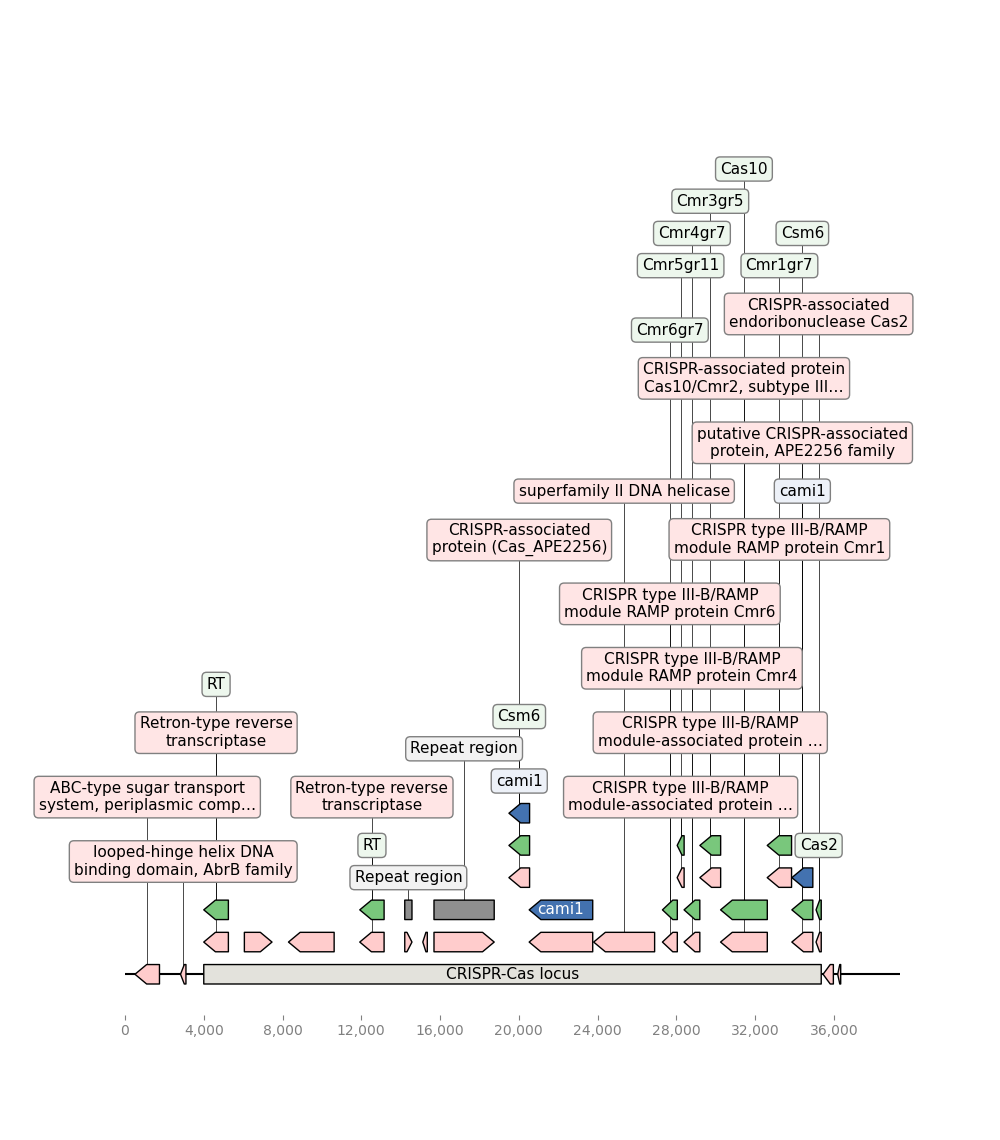 Cas10
Cmr3gr5
Cmr4gr7
Csm6
Cmr5gr11
Cmr1gr7
CRISPR-associated
endoribonuclease Cas2
Cmr6gr7
CRISPR-associated protein
Cas10/Cmr2, subtype III…
putative CRISPR-associated
protein, APE2256 family
superfamily II DNA helicase
cami1
CRISPR-associated
protein (Cas_APE2256)
CRISPR type III-B/RAMP
module RAMP protein Cmr1
CRISPR type III-B/RAMP
module RAMP protein Cmr6
CRISPR type III-B/RAMP
module RAMP protein Cmr4
RT
Csm6
Retron-type reverse
transcriptase
CRISPR type III-B/RAMP
module-associated protein …
Repeat region
cami1
ABC-type sugar transport
system, periplasmic comp…
Retron-type reverse
transcriptase
CRISPR type III-B/RAMP
module-associated protein …
RT
Cas2
looped-hinge helix DNA
binding domain, AbrB family
Repeat region
cami1
CRISPR-Cas locus
0
4,000
8,000
12,000
16,000
20,000
24,000
28,000
32,000
36,000